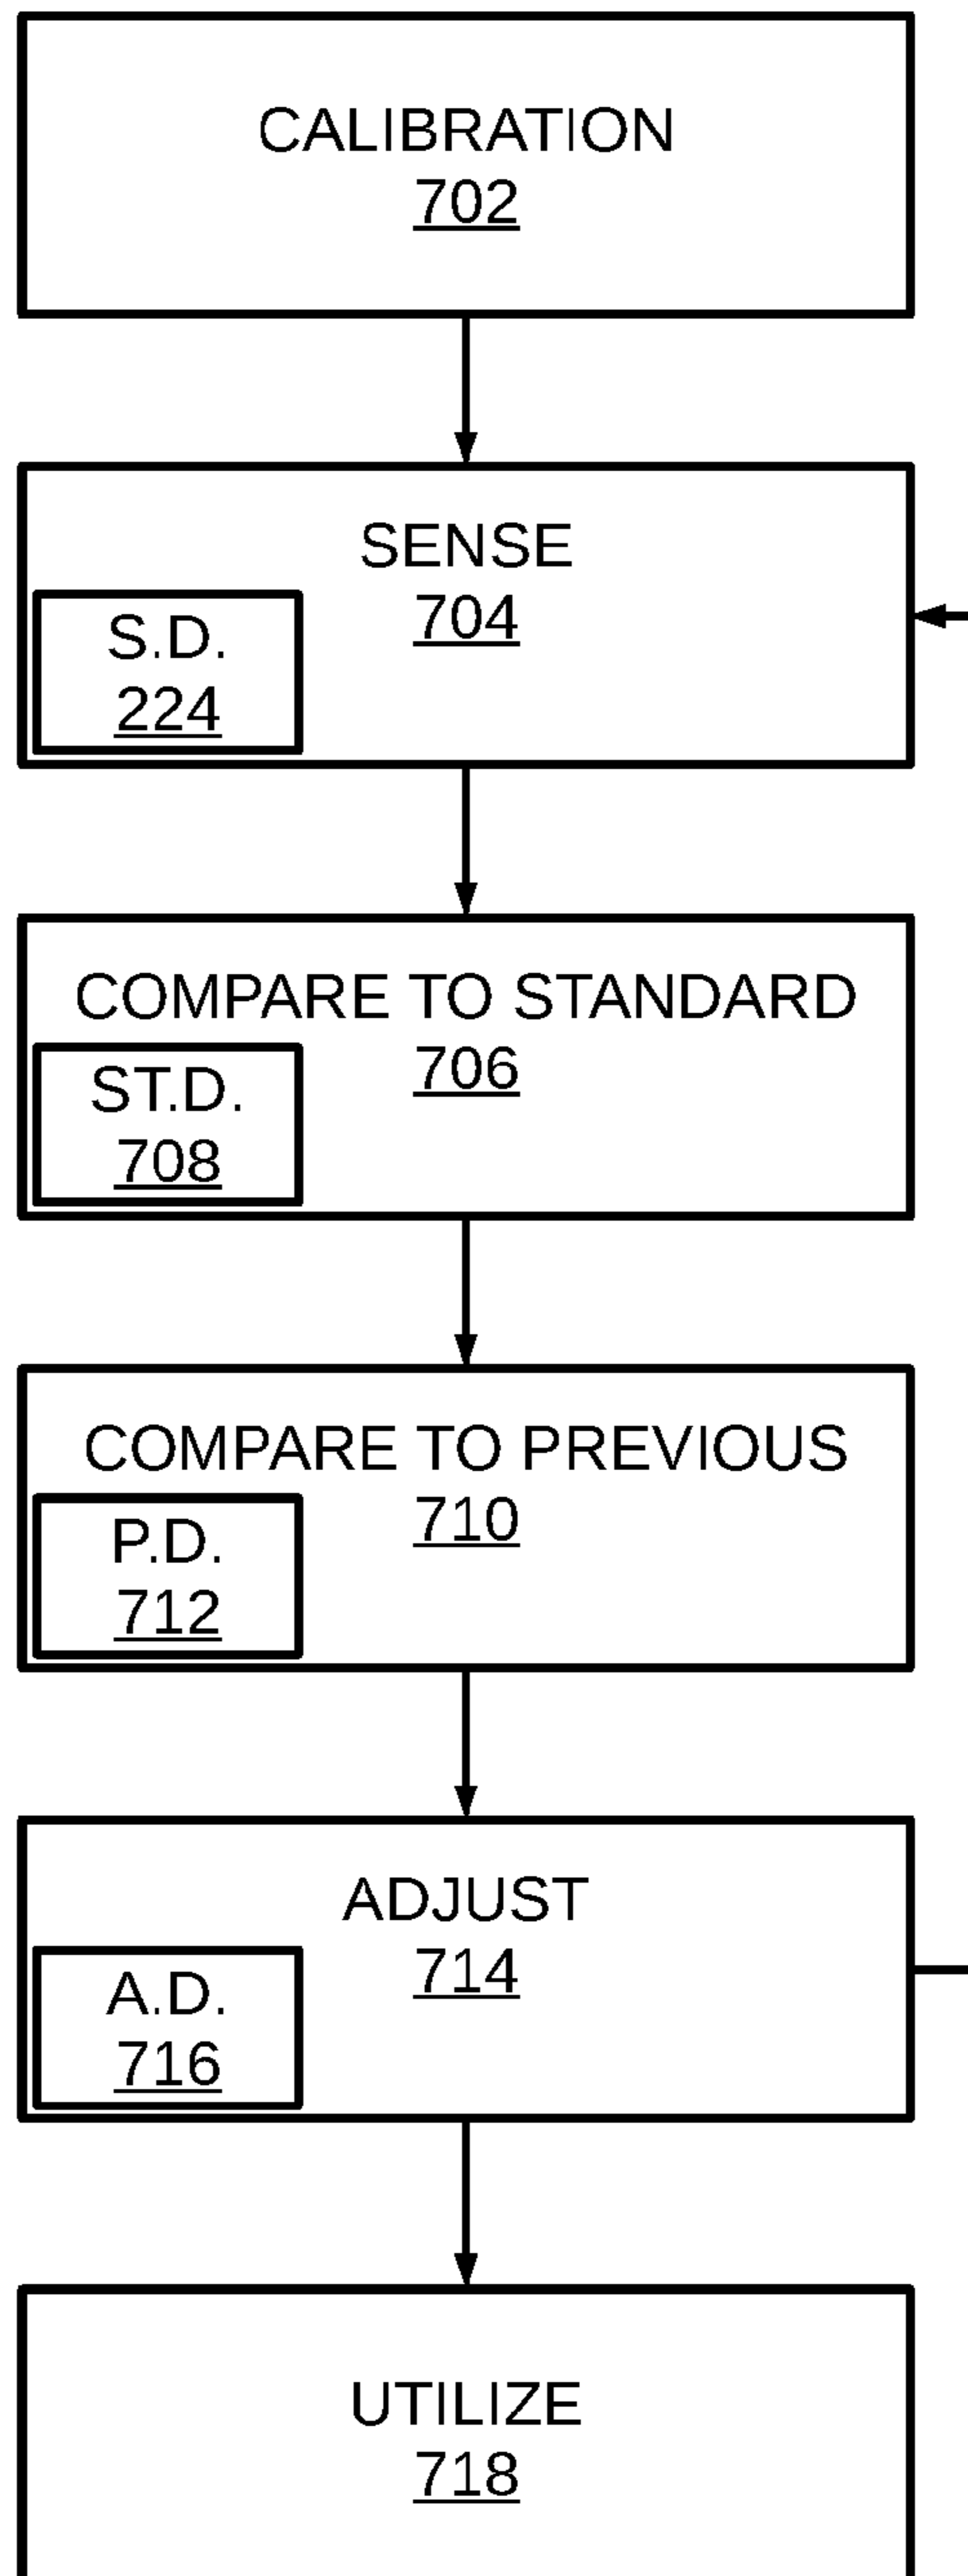 CALIBRATION
702
SENSE
704
S.D.
224
COMPARE TO STANDARD
706
ST.D.
708
COMPARE TO PREVIOUS
710
P.D.
712
ADJUST
714
A.D.
716
UTILIZE
718